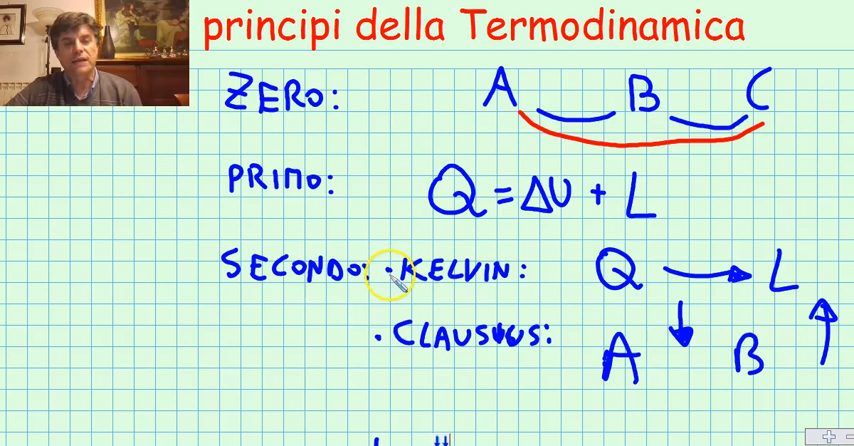 principi della Termodinamica
ZERO: A B C
PRIMO: Q = ΔU + L
SECONDO: • KELVIN: Q → L
• CLAUSIUS: A ↓ B ↑